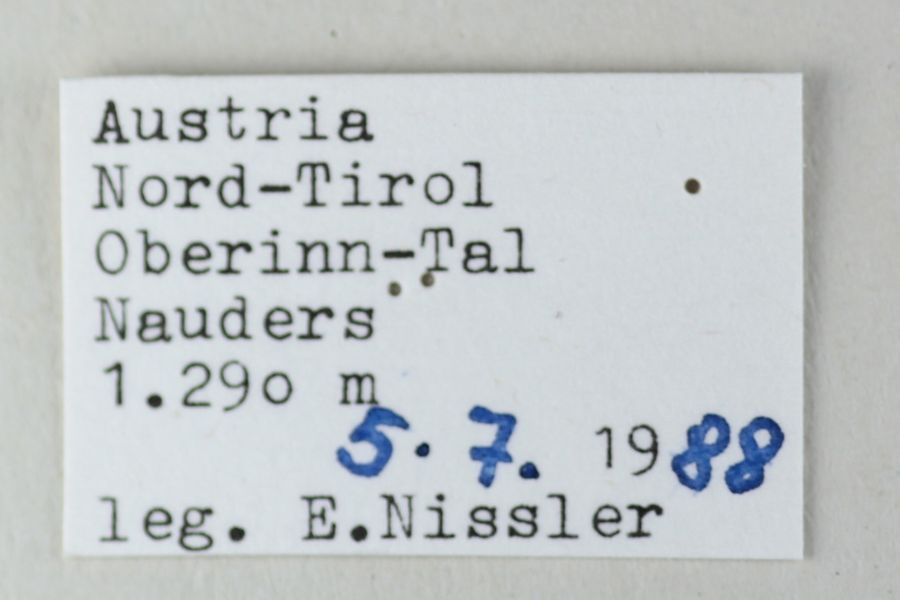 Austria
Nord-Tirol
Oberinn-Tal
Nauders
1.29o m
5. 7. 1988
leg. E.Nissler